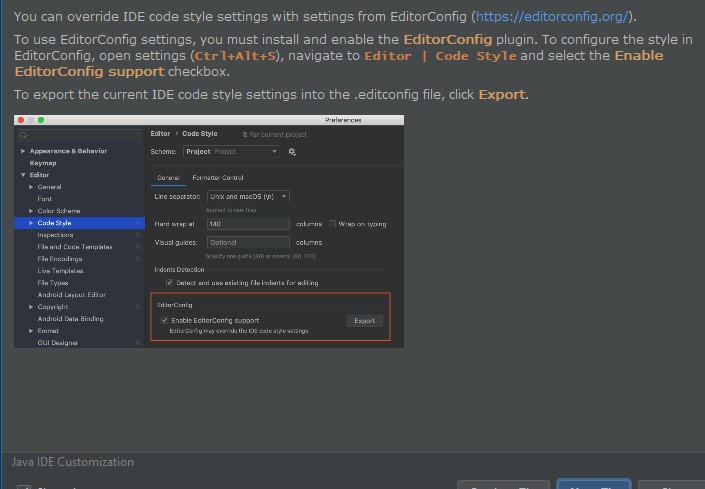 You can override IDE code style settings with settings from EditorConfig (https://editorconfig.org/).
To use EditorConfig settings, you must install and enable the EditorConfig plugin. To configure the style in
EditorConfig, open settings (Ctrl+Alt+S), navigate to Editor | Code Style and select the Enable
EditorConfig support checkbox.
To export the current IDE code style settings into the .editconfig file, click Export.
Preferences
Editor › Code Style For current project
Appearance & Behavior
Scheme: Project Project
Keymap
Editor
General Formatter Control
General
Font
Line separator: Unix and macOS (\n)
Color Scheme
Applied to new files
Code Style
Hard wrap at 140 columns Wrap on typing
Inspections
Visual guides: Optional columns
File and Code Templates
Specify one guide (80) or several (80, 120)
File Encodings
Live Templates
Indents Detection
File Types
Detect and use existing file indents for editing
Android Layout Editor
Copyright
EditorConfig
Android Data Binding
Enable EditorConfig support Export
Emmet
EditorConfig may override the IDE code style settings
GUI Designer
Java IDE Customization